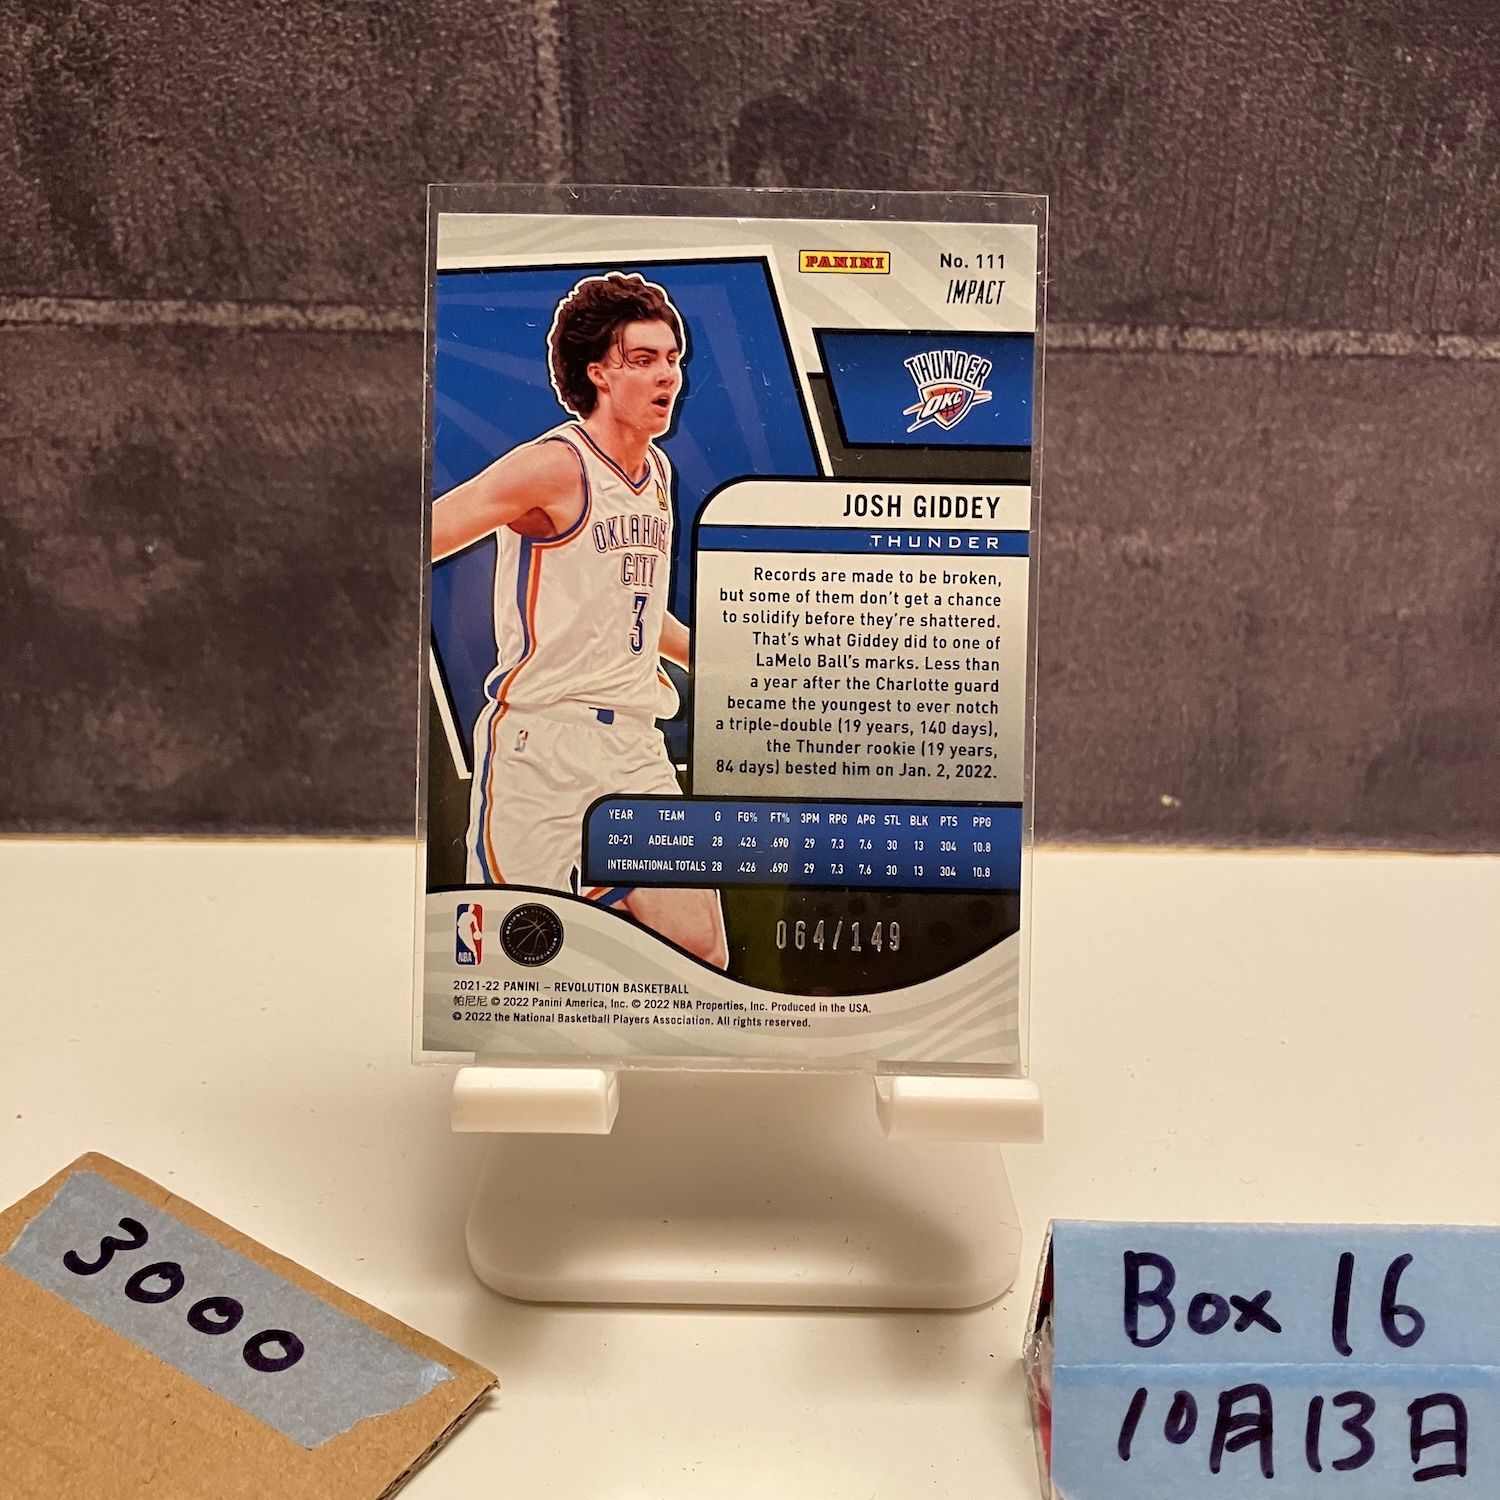 PANINI
No. 111
IMPACT
THUNDER
OKC
OKLAHOM
CITY
3
JOSH GIDDEY
THUNDER
Records are made to be broken,
but some of them don't get a chance
to solidify before they're shattered.
That's what Giddey did to one of
LaMelo Ball's marks. Less than
a year after the Charlotte guard
became the youngest to ever notch
a triple-double (19 years, 140 days),
the Thunder rookie (19 years,
84 days) bested him on Jan. 2, 2022.
YEAR TEAM G FG% FT% 3PM RPG APG STL BLK PTS PPG
20-21 ADELAIDE 28 .426 .690 29 7.3 7.6 30 13 304 10.8
INTERNATIONAL TOTALS 28 .426 .690 29 7.3 7.6 30 13 304 10.8
064/149
NBA
2021-22 PANINI – REVOLUTION BASKETBALL
帕尼尼 © 2022 Panini America, Inc. © 2022 NBA Properties, Inc. Produced in the USA.
© 2022 the National Basketball Players Association. All rights reserved.
3000
Box 16
10月13日